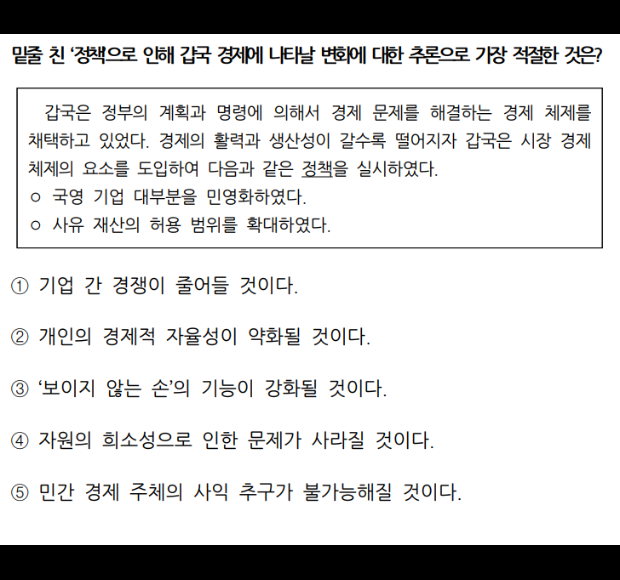 밑줄 친 ‘정책’으로 인해 갑국 경제에 나타날 변화에 대한 추론으로 가장 적절한 것은?
갑국은 정부의 계획과 명령에 의해서 경제 문제를 해결하는 경제 체제를
채택하고 있었다. 경제의 활력과 생산성이 갈수록 떨어지자 갑국은 시장 경제
체제의 요소를 도입하여 다음과 같은 정책을 실시하였다.
○ 국영 기업 대부분을 민영화하였다.
○ 사유 재산의 허용 범위를 확대하였다.
① 기업 간 경쟁이 줄어들 것이다.
② 개인의 경제적 자율성이 약화될 것이다.
③ ‘보이지 않는 손’의 기능이 강화될 것이다.
④ 자원의 희소성으로 인한 문제가 사라질 것이다.
⑤ 민간 경제 주체의 사익 추구가 불가능해질 것이다.